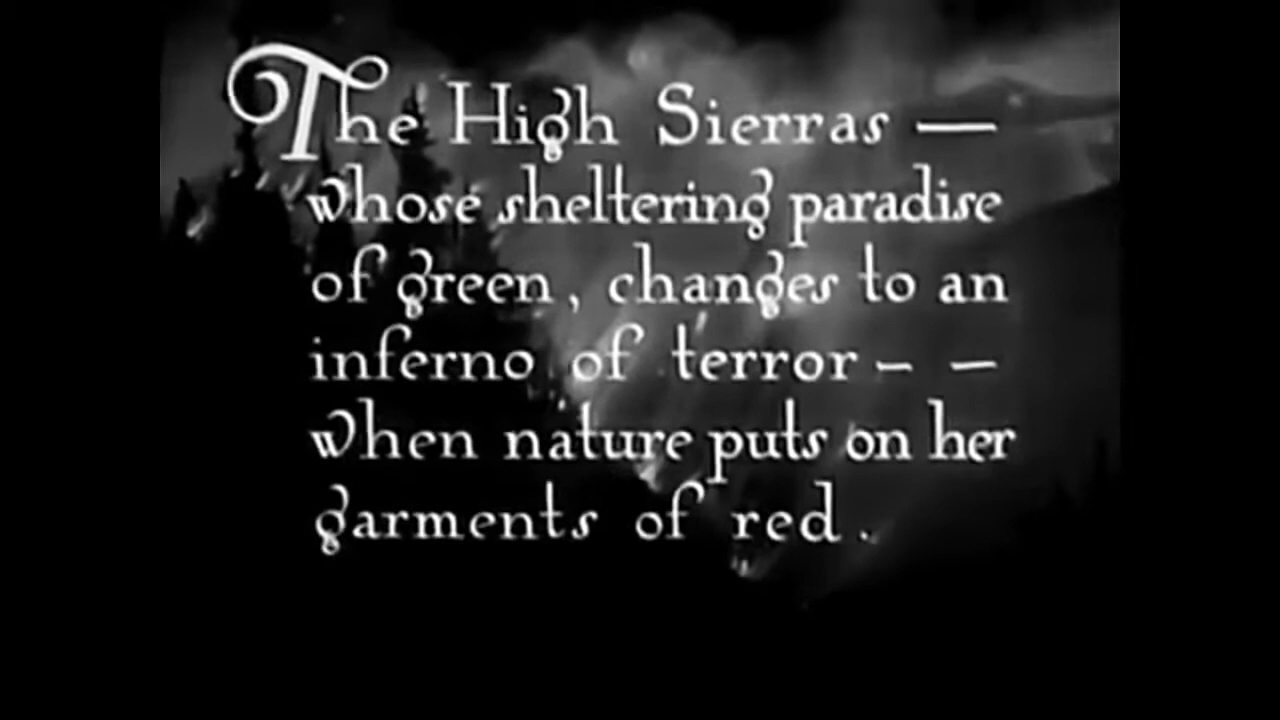 The High Sierras —
whose sheltering paradise
of green, changes to an
inferno of terror – –
when nature puts on her
garments of red.